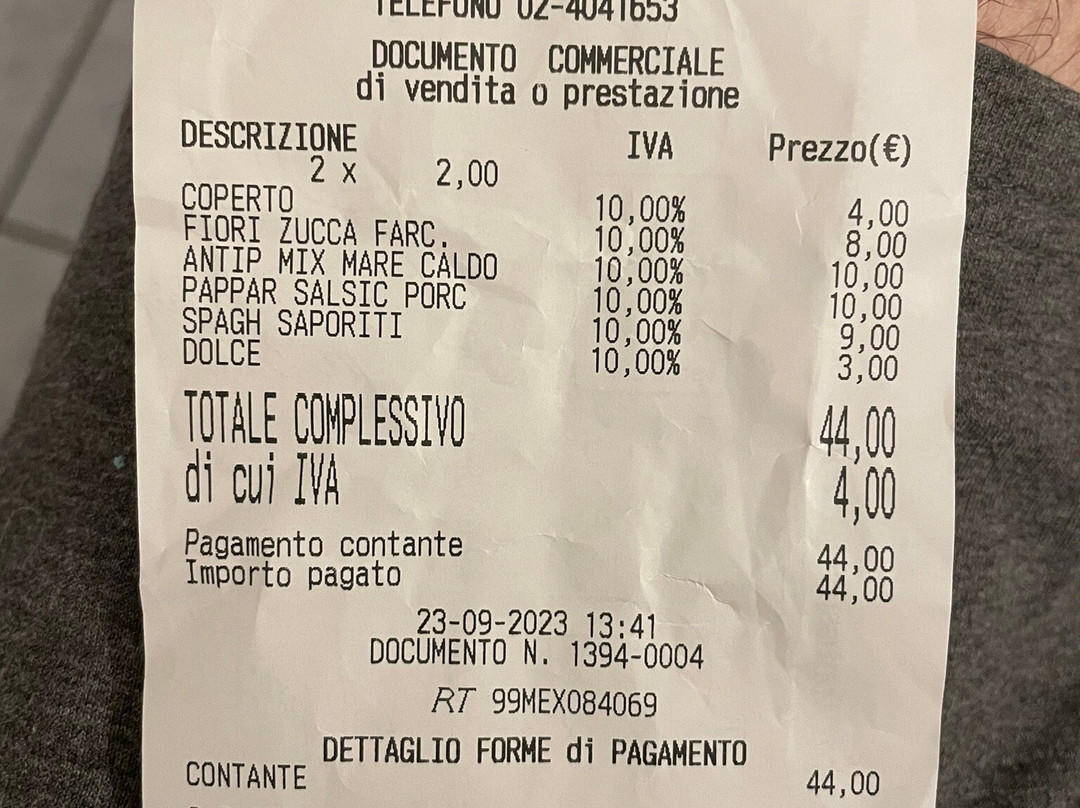 TELEFONO 02-4041653
DOCUMENTO COMMERCIALE
di vendita o prestazione
DESCRIZIONE IVA Prezzo(€)
2 x 2,00
COPERTO 10,00% 4,00
FIORI ZUCCA FARC. 10,00% 8,00
ANTIP MIX MARE CALDO 10,00% 10,00
PAPPAR SALSIC PORC 10,00% 10,00
SPAGH SAPORITI 10,00% 9,00
DOLCE 10,00% 3,00
TOTALE COMPLESSIVO 44,00
di cui IVA 4,00
Pagamento contante 44,00
Importo pagato 44,00
23-09-2023 13:41
DOCUMENTO N. 1394-0004
RT 99MEX084069
DETTAGLIO FORME di PAGAMENTO
CONTANTE 44,00